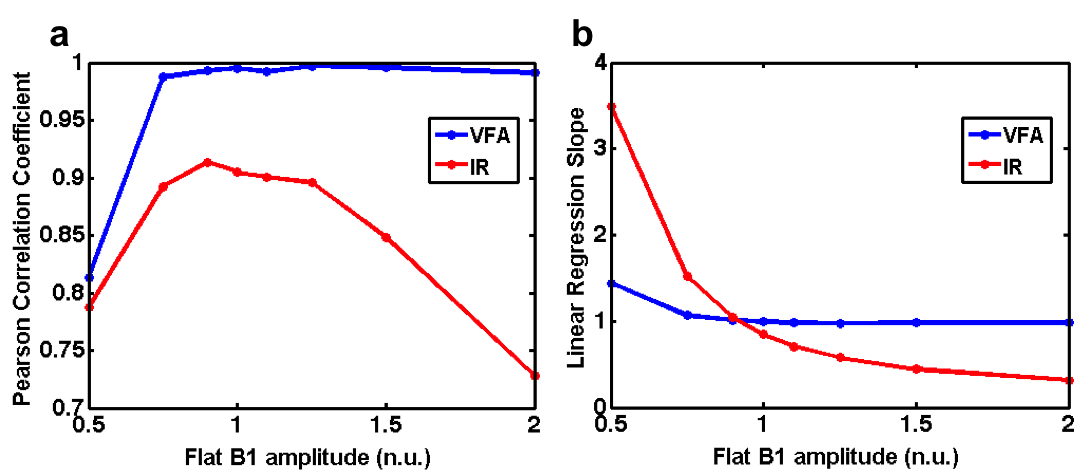 a
Pearson Correlation Coefficient
1
0.95
0.9
0.85
0.8
0.75
0.7
0.5
1
1.5
2
Flat B1 amplitude (n.u.)
VFA
IR
b
Linear Regression Slope
4
3
2
1
0
0.5
1
1.5
2
Flat B1 amplitude (n.u.)
VFA
IR